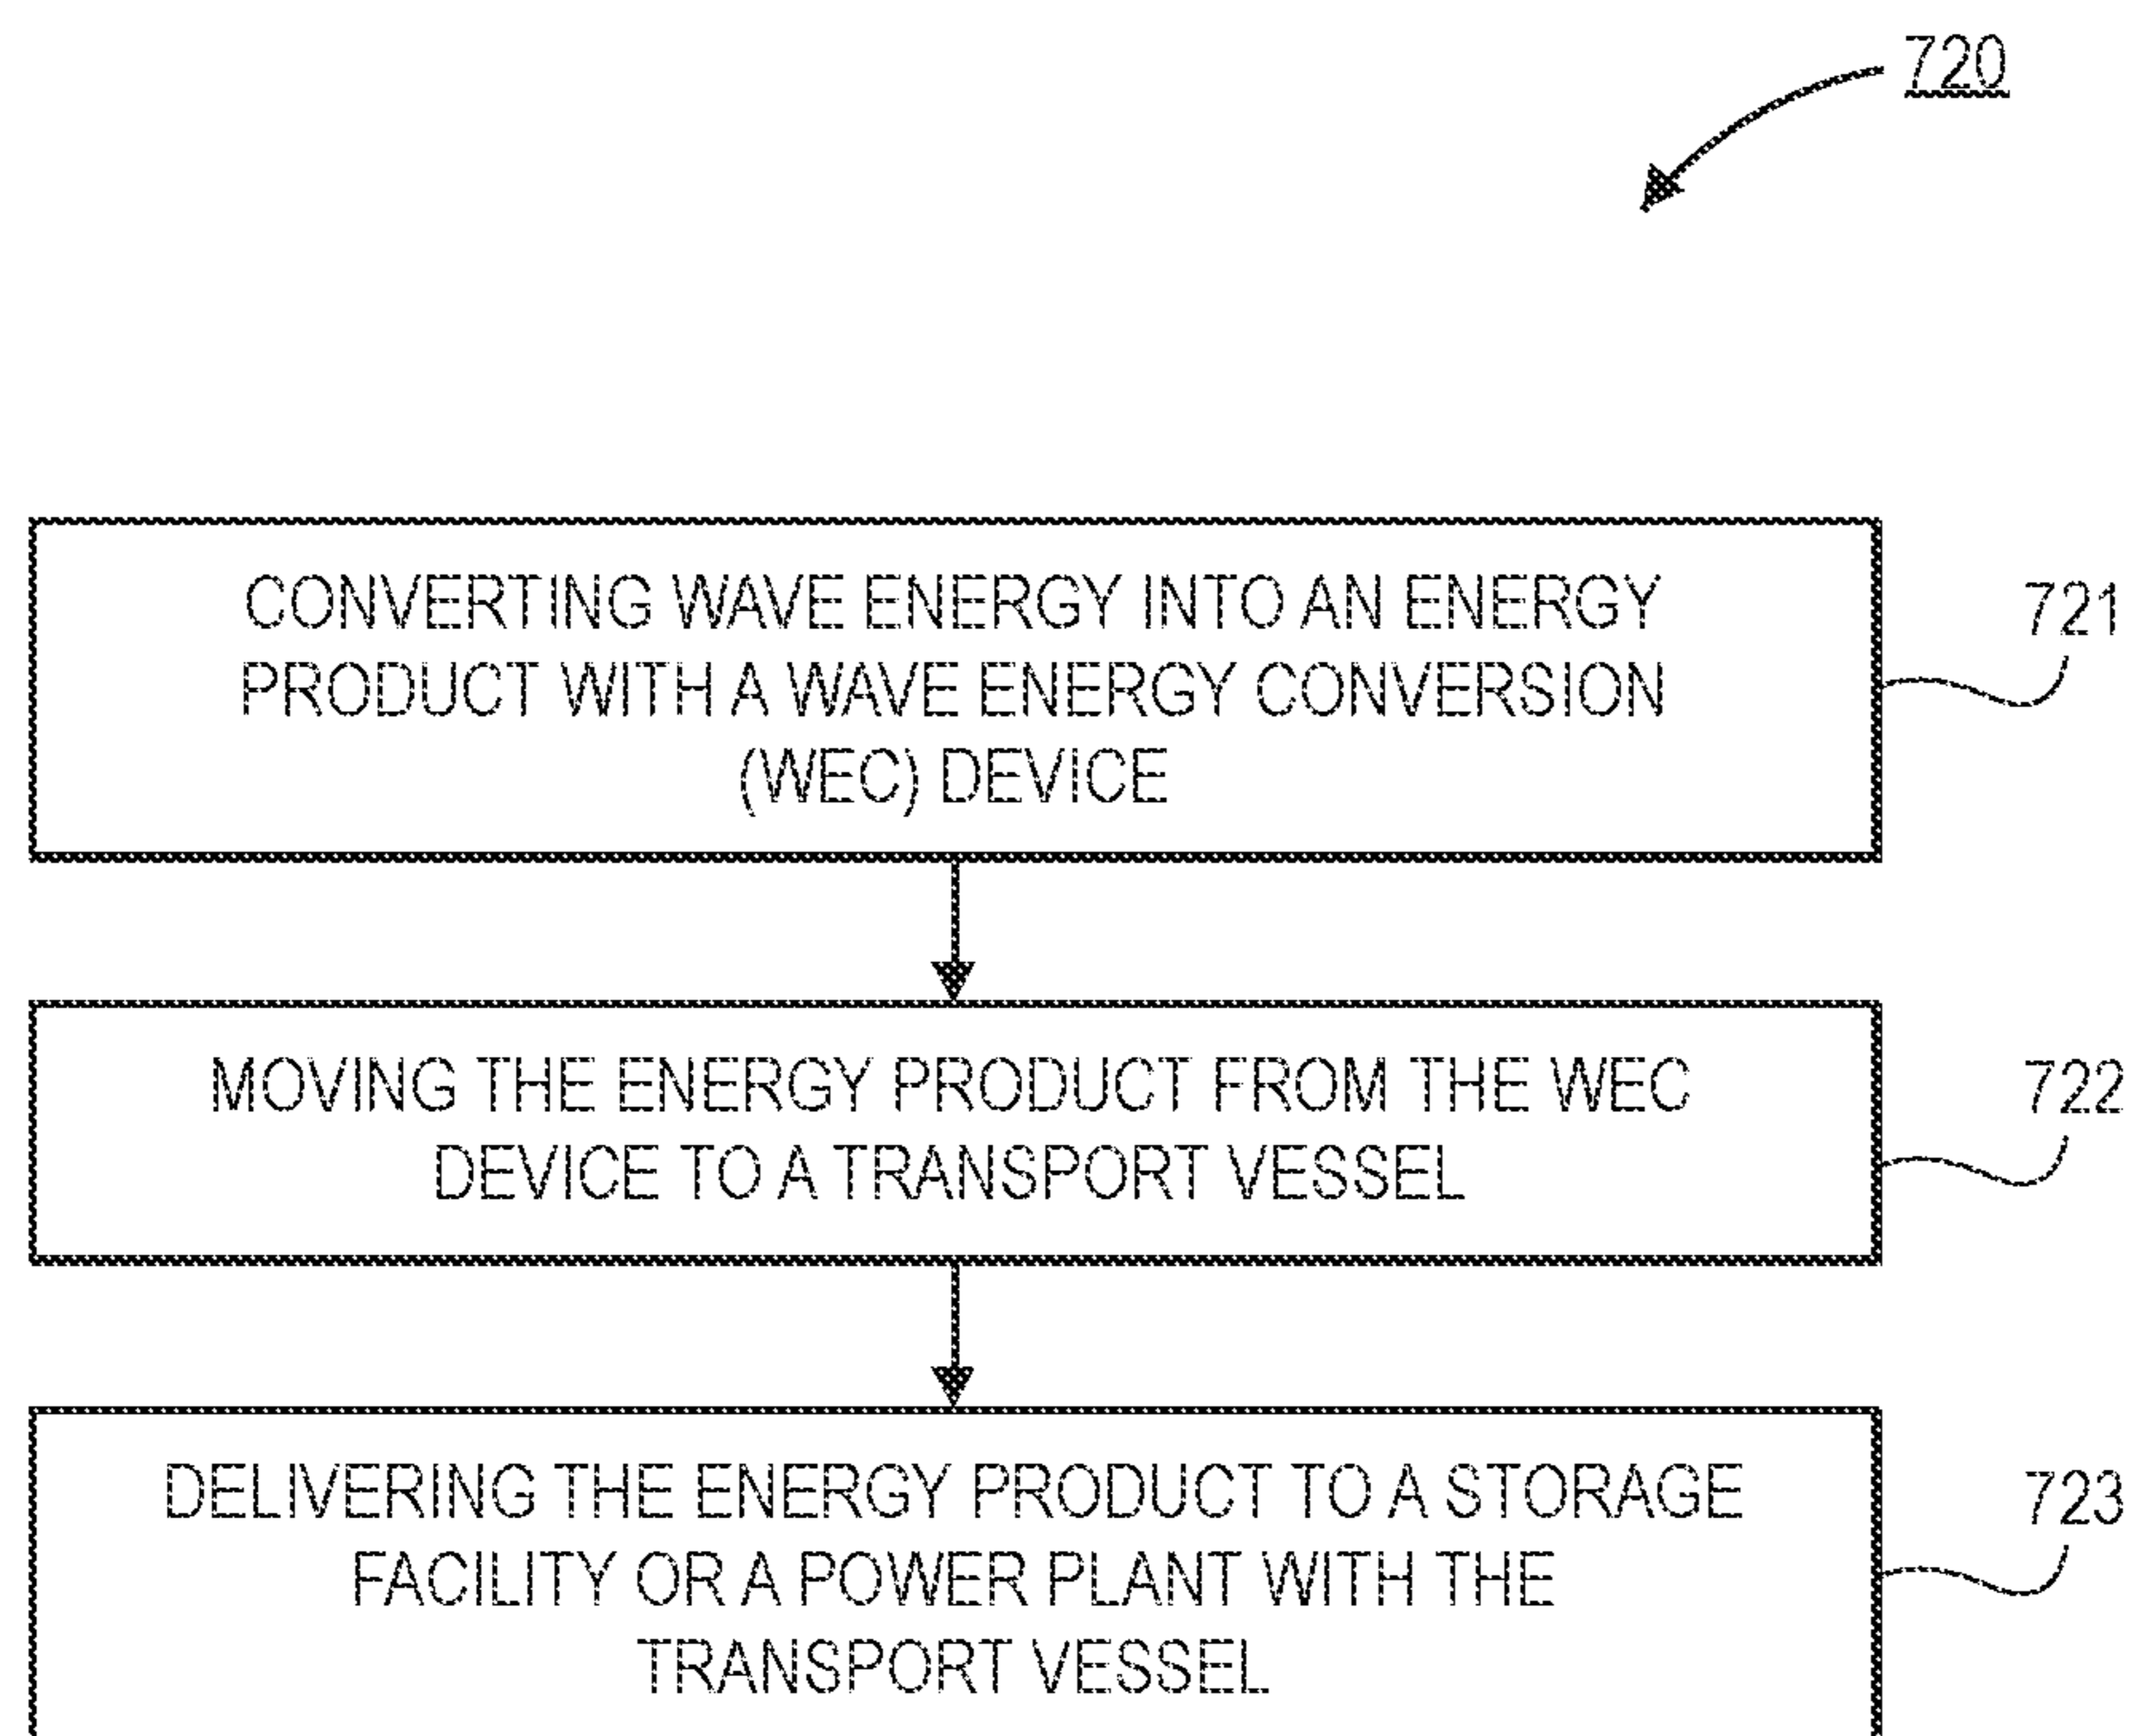 720
CONVERTING WAVE ENERGY INTO AN ENERGY
PRODUCT WITH A WAVE ENERGY CONVERSION
(WEC) DEVICE
721
MOVING THE ENERGY PRODUCT FROM THE WEC
DEVICE TO A TRANSPORT VESSEL
722
DELIVERING THE ENERGY PRODUCT TO A STORAGE
FACILITY OR A POWER PLANT WITH THE
TRANSPORT VESSEL
723